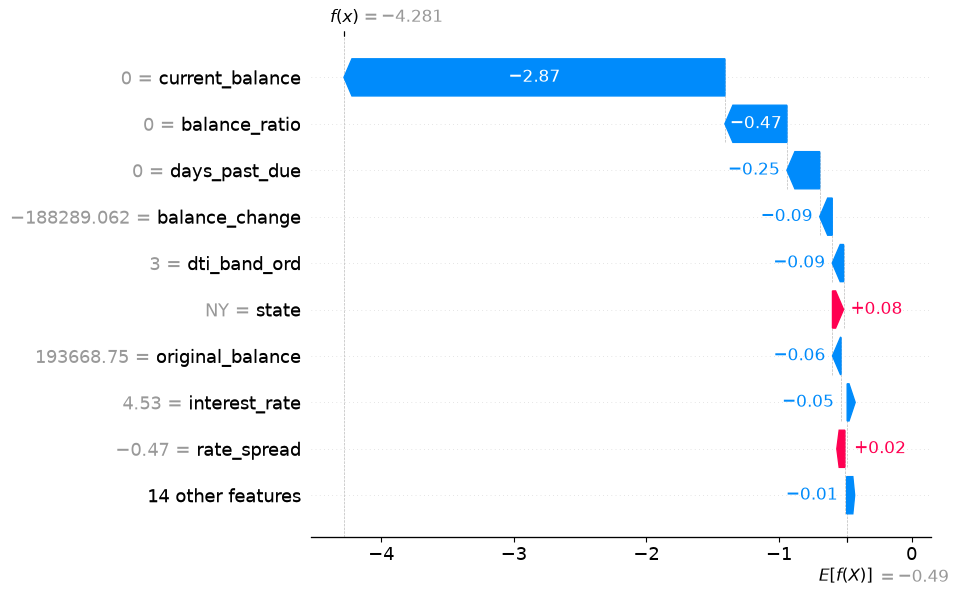 f(x) = −4.281
0 = current_balance −2.87
0 = balance_ratio −0.47
0 = days_past_due −0.25
−188289.062 = balance_change −0.09
3 = dti_band_ord −0.09
NY = state +0.08
193668.75 = original_balance −0.06
4.53 = interest_rate −0.05
−0.47 = rate_spread +0.02
14 other features −0.01
−4 −3 −2 −1 0
E[f(X)] = −0.49